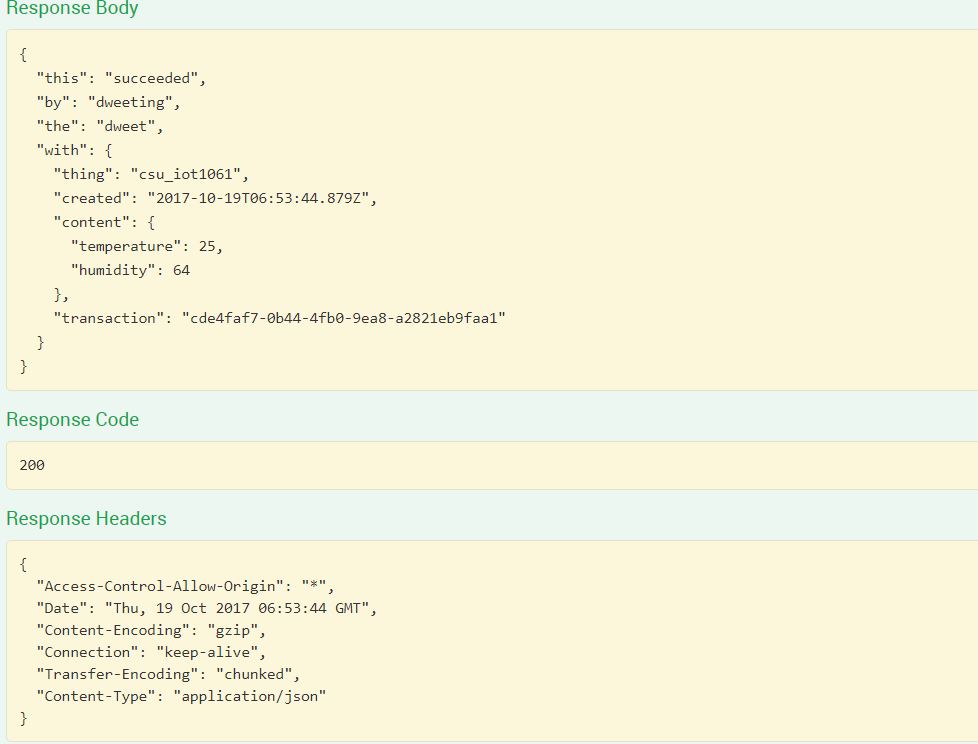 Response Body
{
"this": "succeeded",
"by": "dweeting",
"the": "dweet",
"with": {
"thing": "csu_iot1061",
"created": "2017-10-19T06:53:44.879Z",
"content": {
"temperature": 25,
"humidity": 64
},
"transaction": "cde4faf7-0b44-4fb0-9ea8-a2821eb9faa1"
}
}
Response Code
200
Response Headers
{
"Access-Control-Allow-Origin": "*",
"Date": "Thu, 19 Oct 2017 06:53:44 GMT",
"Content-Encoding": "gzip",
"Connection": "keep-alive",
"Transfer-Encoding": "chunked",
"Content-Type": "application/json"
}